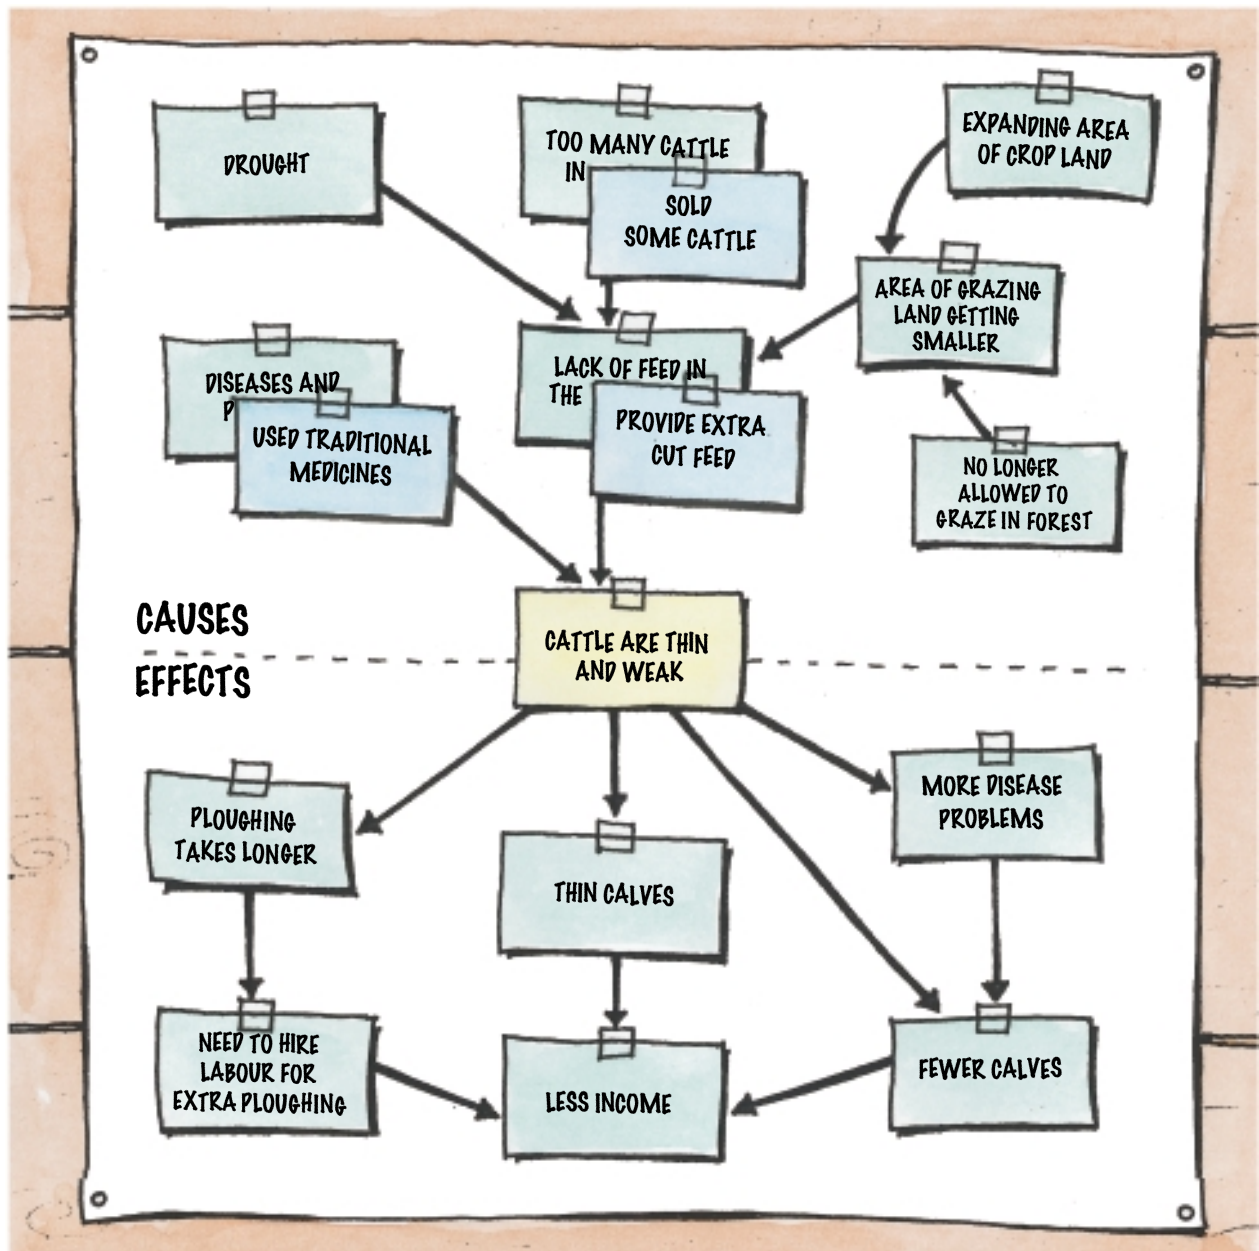 DROUGHT
TOO MANY CATTLE
IN
SOLD
SOME CATTLE
EXPANDING AREA
OF CROP LAND
AREA OF GRAZING
LAND GETTING
SMALLER
DISEASES AND
P
USED TRADITIONAL
MEDICINES
LACK OF FEED IN
THE
PROVIDE EXTRA
CUT FEED
NO LONGER
ALLOWED TO
GRAZE IN FOREST
CAUSES
EFFECTS
CATTLE ARE THIN
AND WEAK
PLOUGHING
TAKES LONGER
THIN CALVES
MORE DISEASE
PROBLEMS
NEED TO HIRE
LABOUR FOR
EXTRA PLOUGHING
LESS INCOME
FEWER CALVES